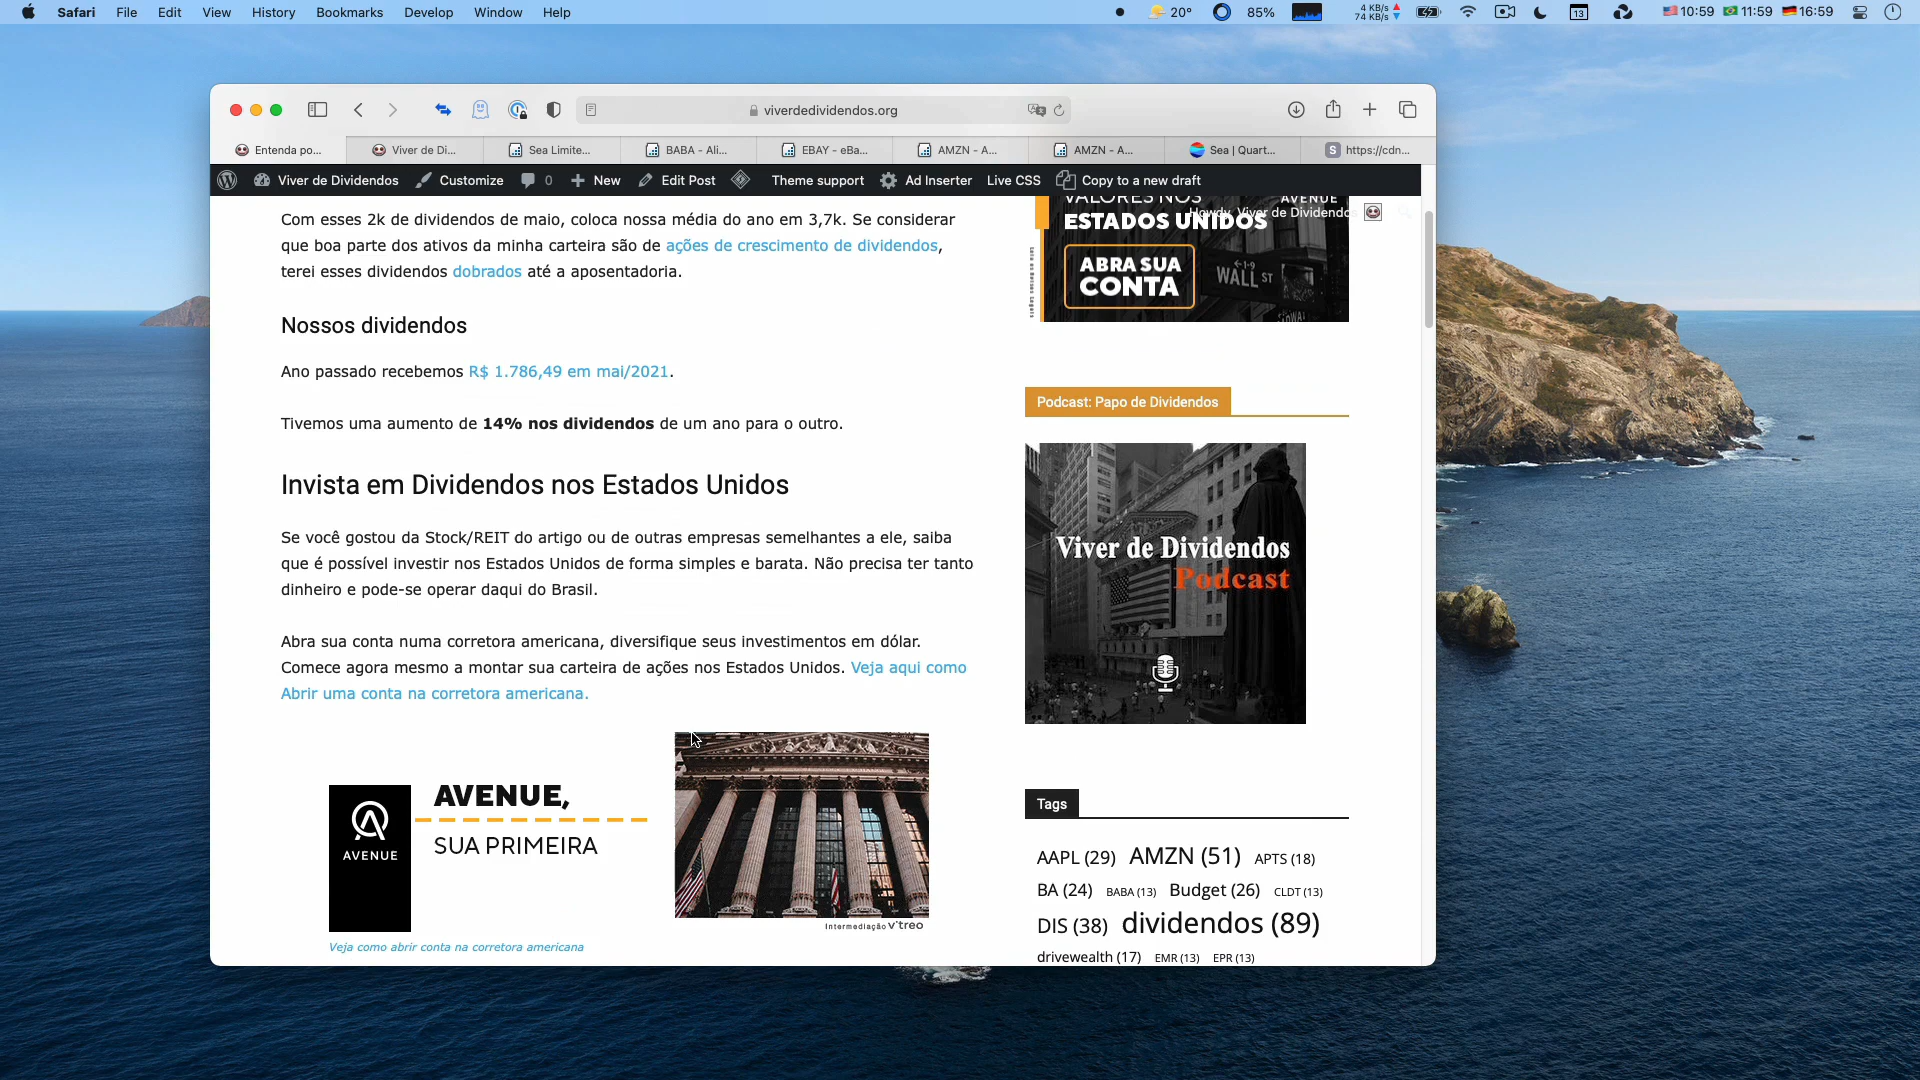 Safari File Edit View History Bookmarks Develop Window Help
20° 85% 4 KB/s 74 KB/s 13 10:59 11:59 16:59
viverdedividendos.org
Entenda po... Viver de Di... Sea Limite... BABA - Ali... EBAY - eBa... AMZN - A... AMZN - A... Sea | Quart... S https://cdn...
Viver de Dividendos Customize 0 New Edit Post Theme support Ad Inserter Live CSS Copy to a new draft
Howdy, Viver de Dividendo
Com esses 2k de dividendos de maio, coloca nossa média do ano em 3,7k. Se considerar
que boa parte dos ativos da minha carteira são de ações de crescimento de dividendos,
terei esses dividendos dobrados até a aposentadoria.
Nossos dividendos
Ano passado recebemos R$ 1.786,49 em mai/2021.
Tivemos uma aumento de 14% nos dividendos de um ano para o outro.
Invista em Dividendos nos Estados Unidos
Se você gostou da Stock/REIT do artigo ou de outras empresas semelhantes a ele, saiba
que é possível investir nos Estados Unidos de forma simples e barata. Não precisa ter tanto
dinheiro e pode-se operar daqui do Brasil.
Abra sua conta numa corretora americana, diversifique seus investimentos em dólar.
Comece agora mesmo a montar sua carteira de ações nos Estados Unidos. Veja aqui como
Abrir uma conta na corretora americana.
AVENUE
AVENUE,
SUA PRIMEIRA
Intermediação Vitreo
Veja como abrir conta na corretora americana
VALORES NOS
AVENUE
ESTADOS UNIDOS
ABRA SUA
CONTA
1-9
WALL ST
Podcast: Papo de Dividendos
Viver de Dividendos
Podcast
Tags
AAPL (29) AMZN (51) APTS (18)
BA (24) BABA (13) Budget (26) CLDT (13)
DIS (38) dividendos (89)
drivewealth (17) EMR (13) EPR (13)